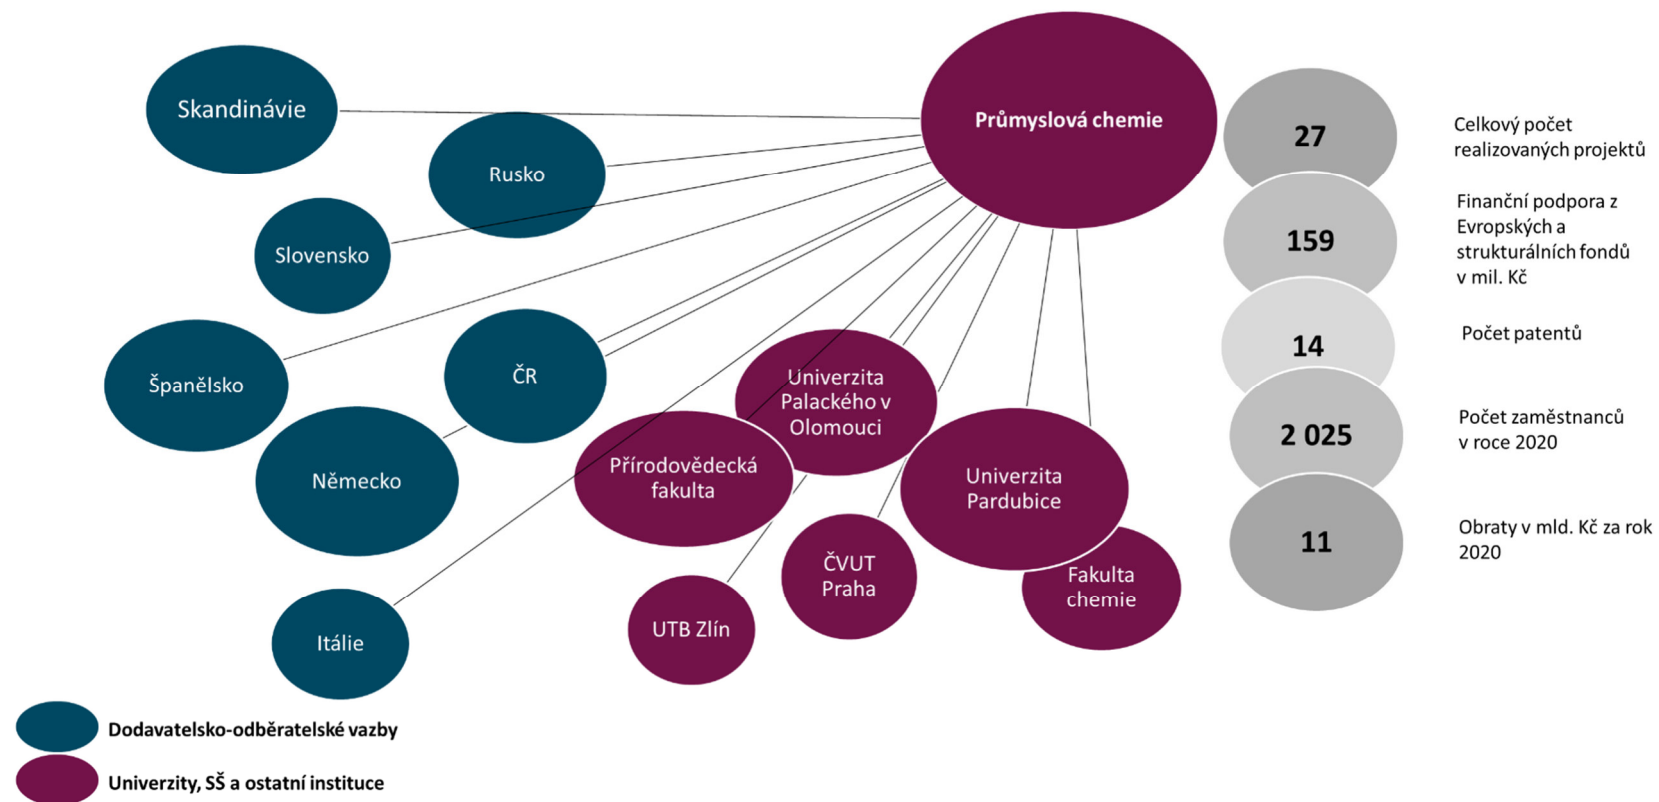 Skandinávie
Rusko
Slovensko
Španělsko
ČR
Německo
Itálie
Průmyslová chemie
Univerzita
Palackého v
Olomouci
Přírodovědecká
fakulta
Univerzita
Pardubice
ČVUT
Praha
Fakulta
chemie
UTB Zlín
27
Celkový počet
realizovaných projektů
159
Finanční podpora z
Evropských a
strukturálních fondů
v mil. Kč
14
Počet patentů
2 025
Počet zaměstnanců
v roce 2020
11
Obraty v mld. Kč za rok
2020
Dodavatelsko-odběratelské vazby
Univerzity, SŠ a ostatní instituce